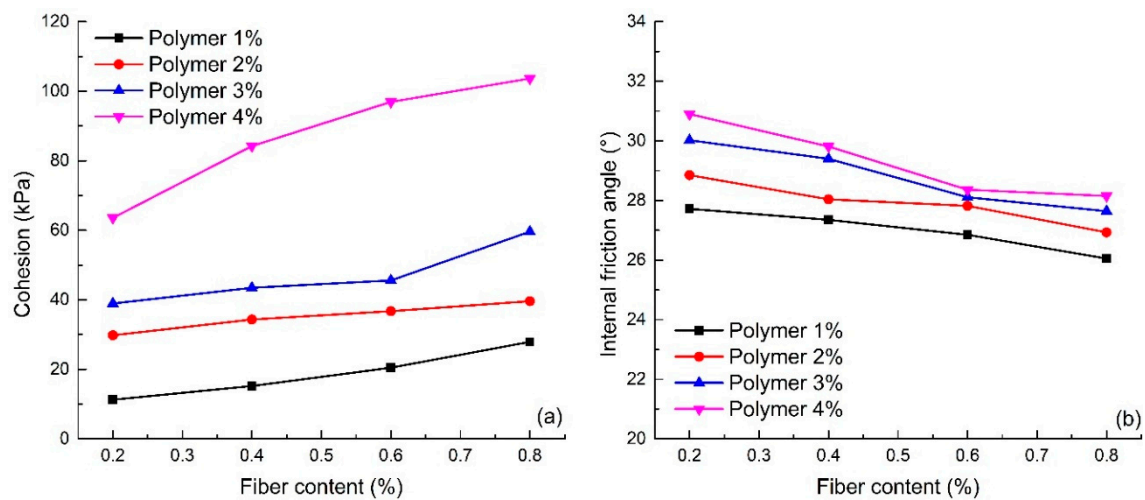 120
100
80
60
40
20
0
Cohesion (kPa)
Polymer 1%
Polymer 2%
Polymer 3%
Polymer 4%
(a)
0.2 0.3 0.4 0.5 0.6 0.7 0.8
Fiber content (%)
34
32
30
28
26
24
22
20
Internal friction angle (°)
Polymer 1%
Polymer 2%
Polymer 3%
Polymer 4%
(b)
0.2 0.3 0.4 0.5 0.6 0.7 0.8
Fiber content (%)